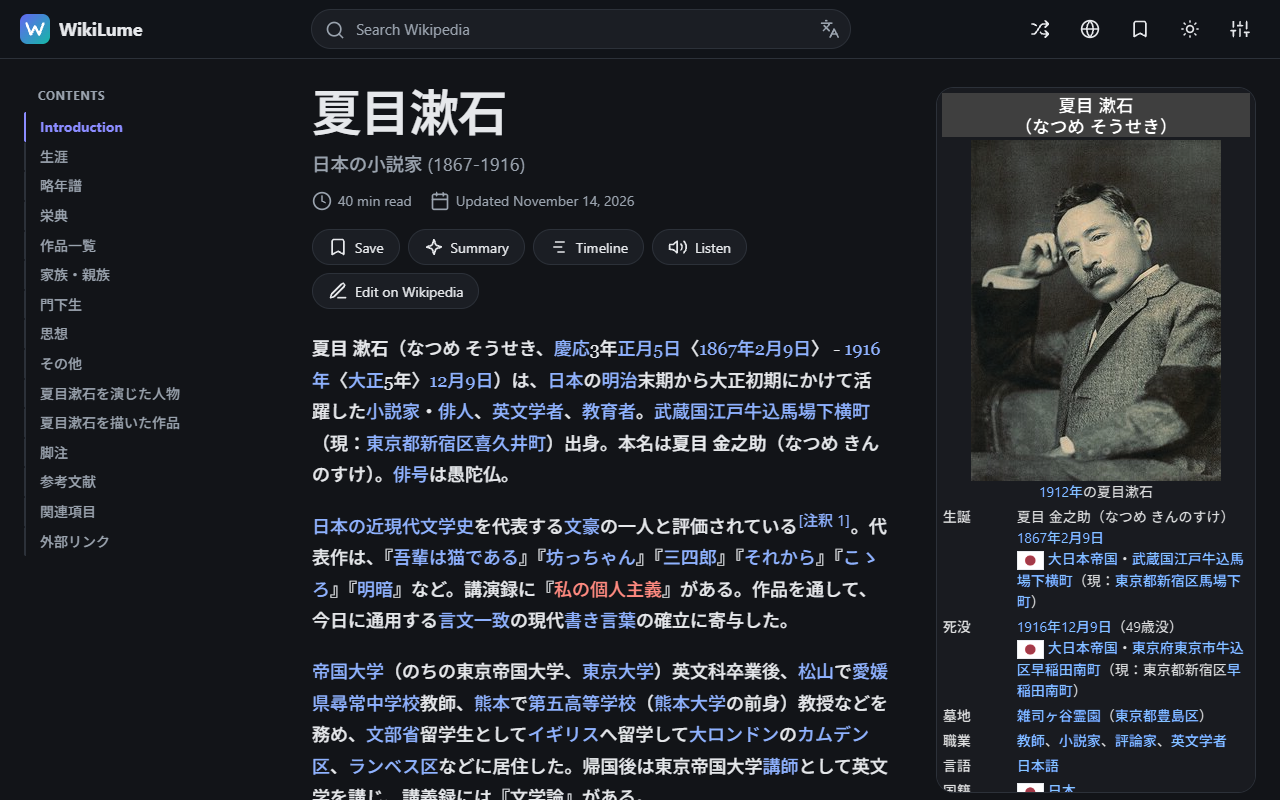 WikiLume
Search Wikipedia
CONTENTS
Introduction
生涯
略年譜
栄典
作品一覧
家族・親族
門下生
思想
その他
夏目漱石を演じた人物
夏目漱石を描いた作品
脚注
参考文献
関連項目
外部リンク
夏目漱石
日本の小説家 (1867-1916)
40 min read Updated November 14, 2026
Save Summary Timeline Listen
Edit on Wikipedia
夏目 漱石（なつめ そうせき、慶応3年正月5日〈1867年2月9日〉 - 1916
年〈大正5年〉12月9日）は、日本の明治末期から大正初期にかけて活
躍した小説家・俳人、英文学者、教育者。武蔵国江戸牛込馬場下横町
（現：東京都新宿区喜久井町）出身。本名は夏目 金之助（なつめ きん
のすけ）。俳号は愚陀仏。
日本の近現代文学史を代表する文豪の一人と評価されている[注釈 1]。代
表作は、『吾輩は猫である』『坊っちゃん』『三四郎』『それから』『こゝ
ろ』『明暗』など。講演録に『私の個人主義』がある。作品を通して、
今日に通用する言文一致の現代書き言葉の確立に寄与した。
帝国大学（のちの東京帝国大学、東京大学）英文科卒業後、松山で愛媛
県尋常中学校教師、熊本で第五高等学校（熊本大学の前身）教授などを
務め、文部省留学生としてイギリスへ留学して大ロンドンのカムデン
区、ランベス区などに居住した。帰国後は東京帝国大学講師として英文
学を講じ、講義録には『文学論』がある。
夏目 漱石
（なつめ そうせき）
1912年の夏目漱石
生誕 夏目 金之助（なつめ きんのすけ）
1867年2月9日
大日本帝国・武蔵国江戸牛込馬
場下横町（現：東京都新宿区馬場下
町）
死没 1916年12月9日（49歳没）
大日本帝国・東京府東京市牛込
区早稲田南町（現：東京都新宿区早
稲田南町）
墓地 雑司ヶ谷霊園（東京都豊島区）
職業 教師、小説家、評論家、英文学者
言語 日本語
国籍 日本